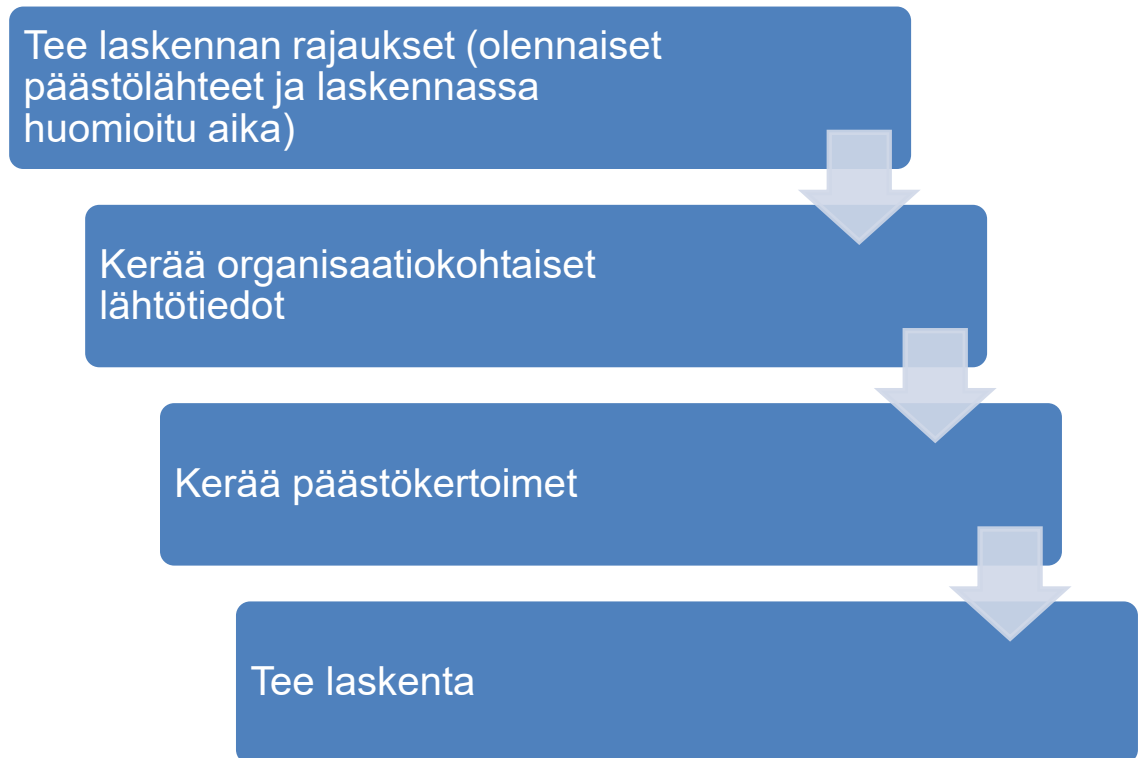 Tee laskennan rajaukset (olennaiset
päästölähteet ja laskennassa
huomioitu aika)
Kerää organisaatiokohtaiset
lähtötiedot
Kerää päästökertoimet
Tee laskenta